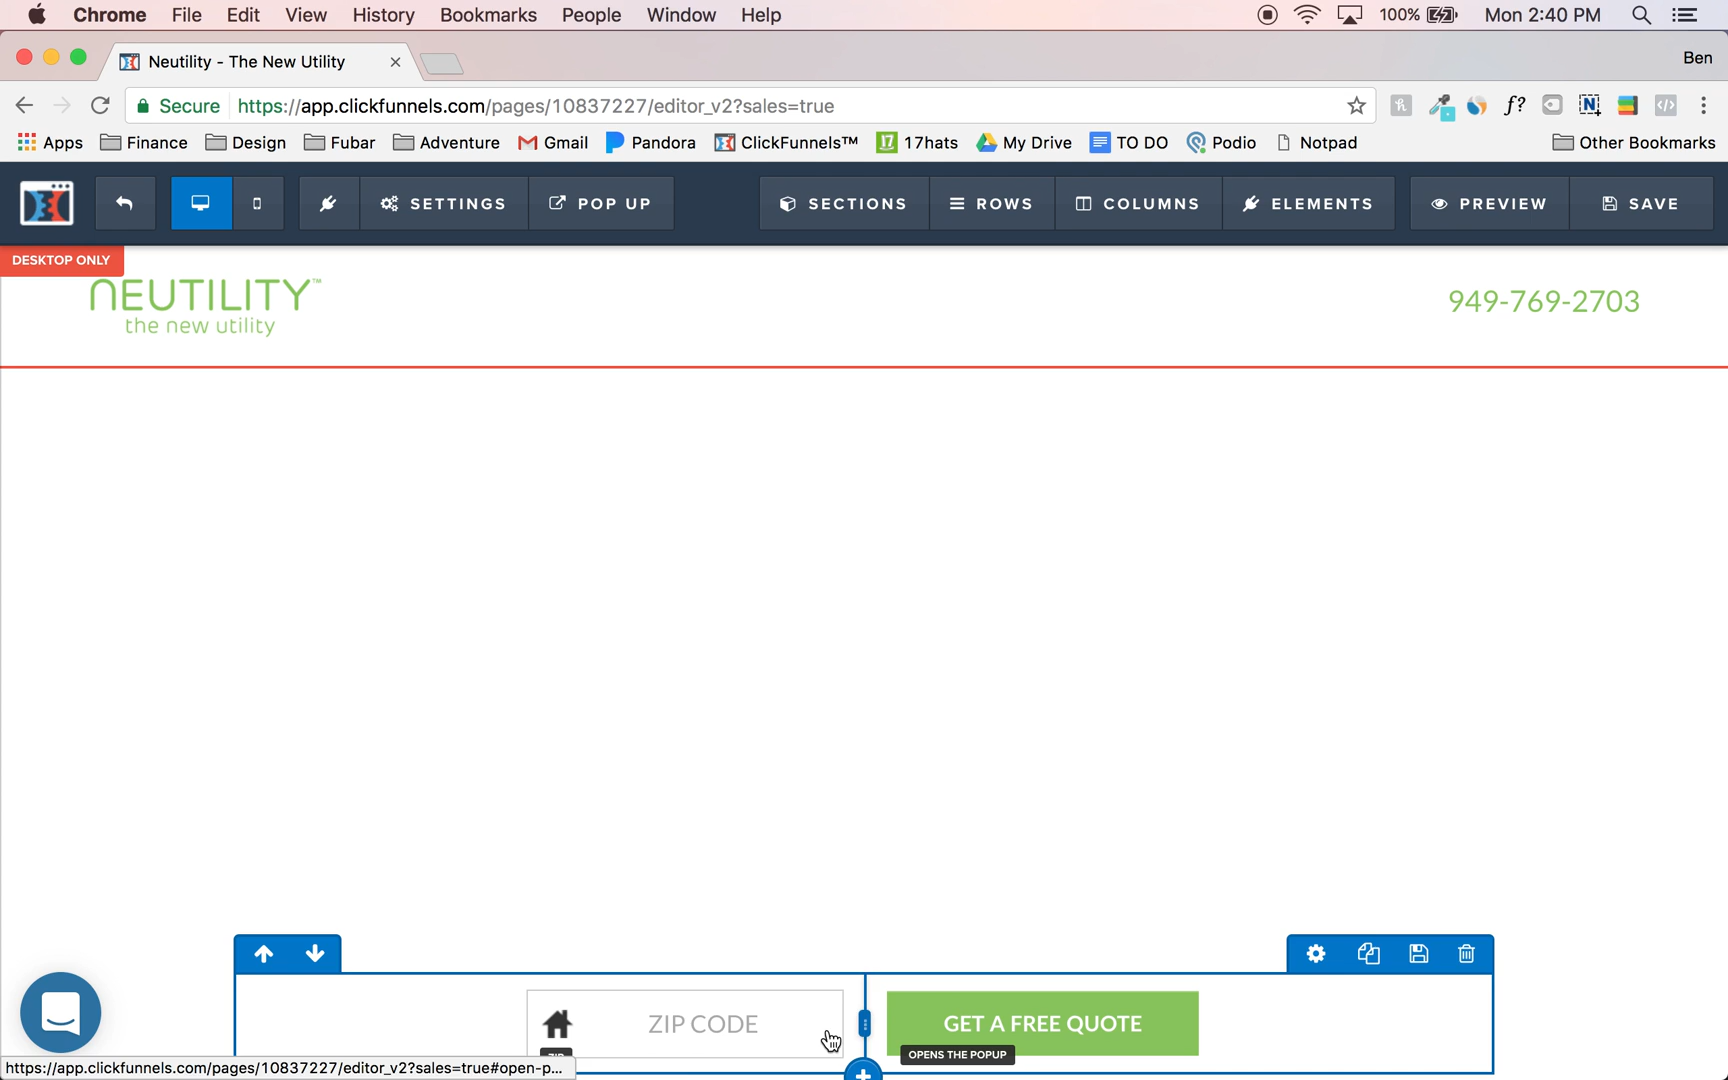 Chrome File Edit View History Bookmarks People Window Help 100% Mon 2:40 PM
Neutility - The New Utility Ben
Secure https://app.clickfunnels.com/pages/10837227/editor_v2?sales=true f?
Apps Finance Design Fubar Adventure Gmail Pandora ClickFunnels™ 17hats My Drive TO DO Podio Notpad Other Bookmarks
SETTINGS POP UP SECTIONS ROWS COLUMNS ELEMENTS PREVIEW SAVE
DESKTOP ONLY
NEUTILITY™
the new utility
949-769-2703
ZIP CODE GET A FREE QUOTE
OPENS THE POPUP
https://app.clickfunnels.com/pages/10837227/editor_v2?sales=true#open-p...